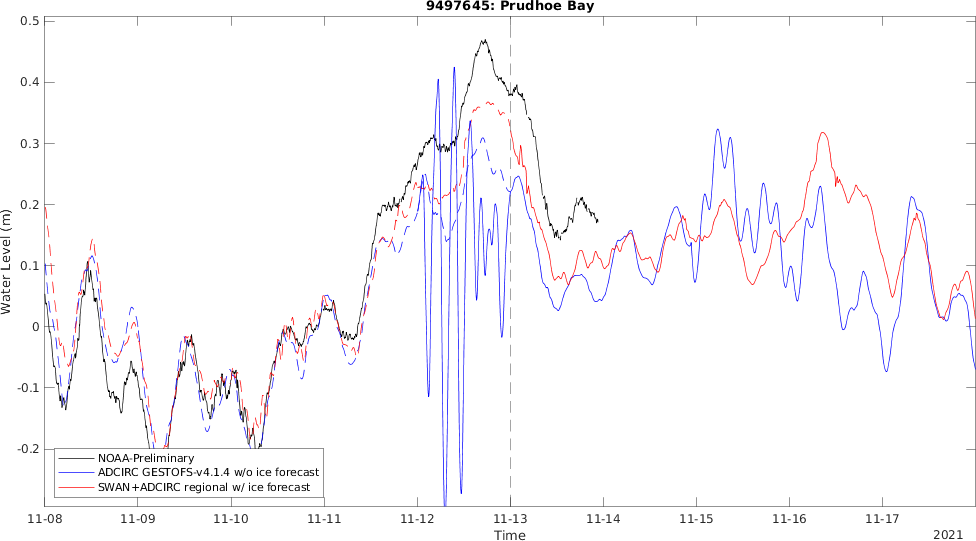 9497645: Prudhoe Bay
0.5
0.4
0.3
0.2
0.1
0
-0.1
-0.2
Water Level (m)
NOAA-Preliminary
ADCIRC GESTOFS-v4.1.4 w/o ice forecast
SWAN+ADCIRC regional w/ ice forecast
11-08 11-09 11-10 11-11 11-12 11-13 11-14 11-15 11-16 11-17
Time
2021